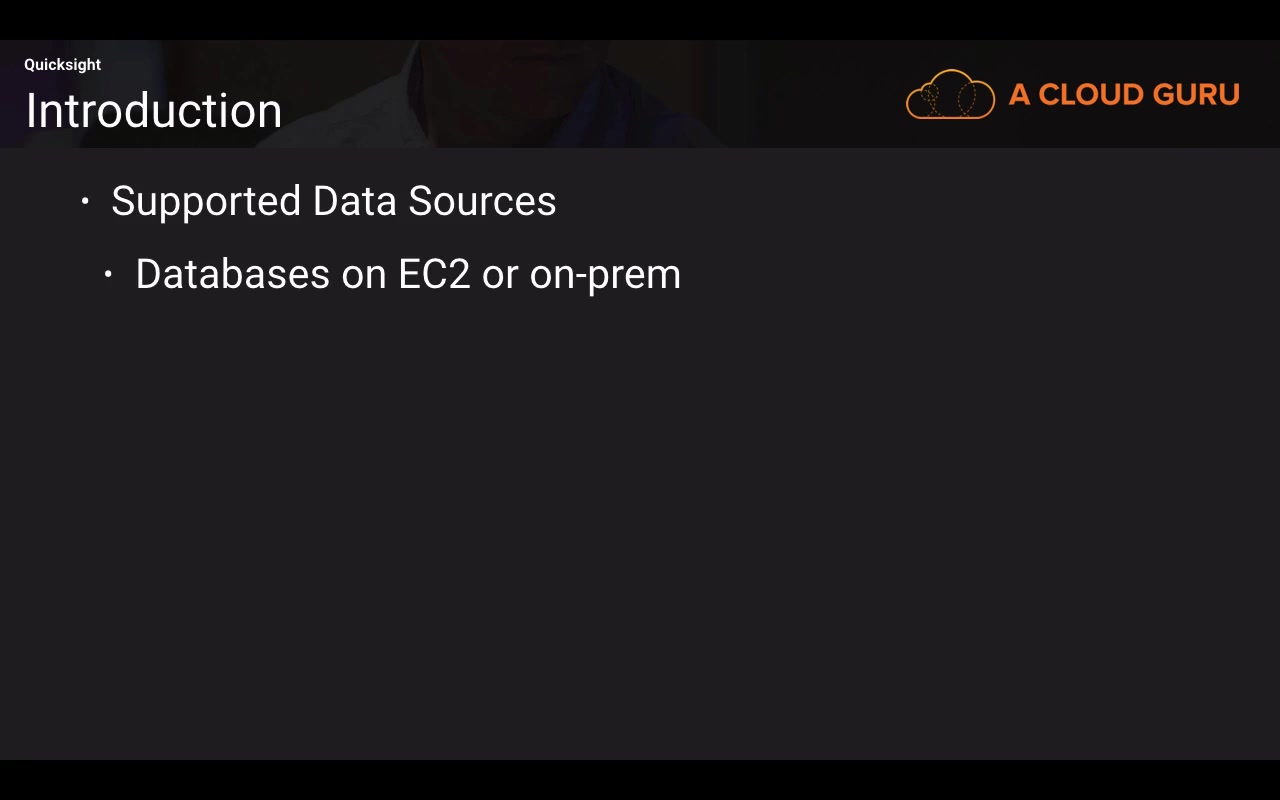 Quicksight
Introduction
A CLOUD GURU
• Supported Data Sources
• Databases on EC2 or on-prem